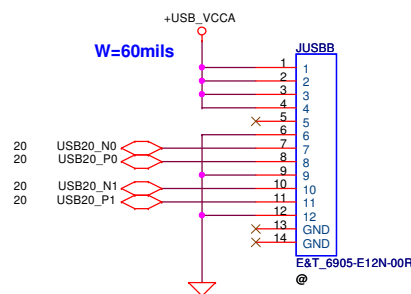 +USB_VCCA
W=60mils
JUSBB
1 1
2 2
3 3
4 4
5 5
6 6
20 USB20_N0 7 7
20 USB20_P0 8 8
9 9
20 USB20_N1 10 10
20 USB20_P1 11 11
12 12
13 GND
14 GND
E&T_6905-E12N-00R
@